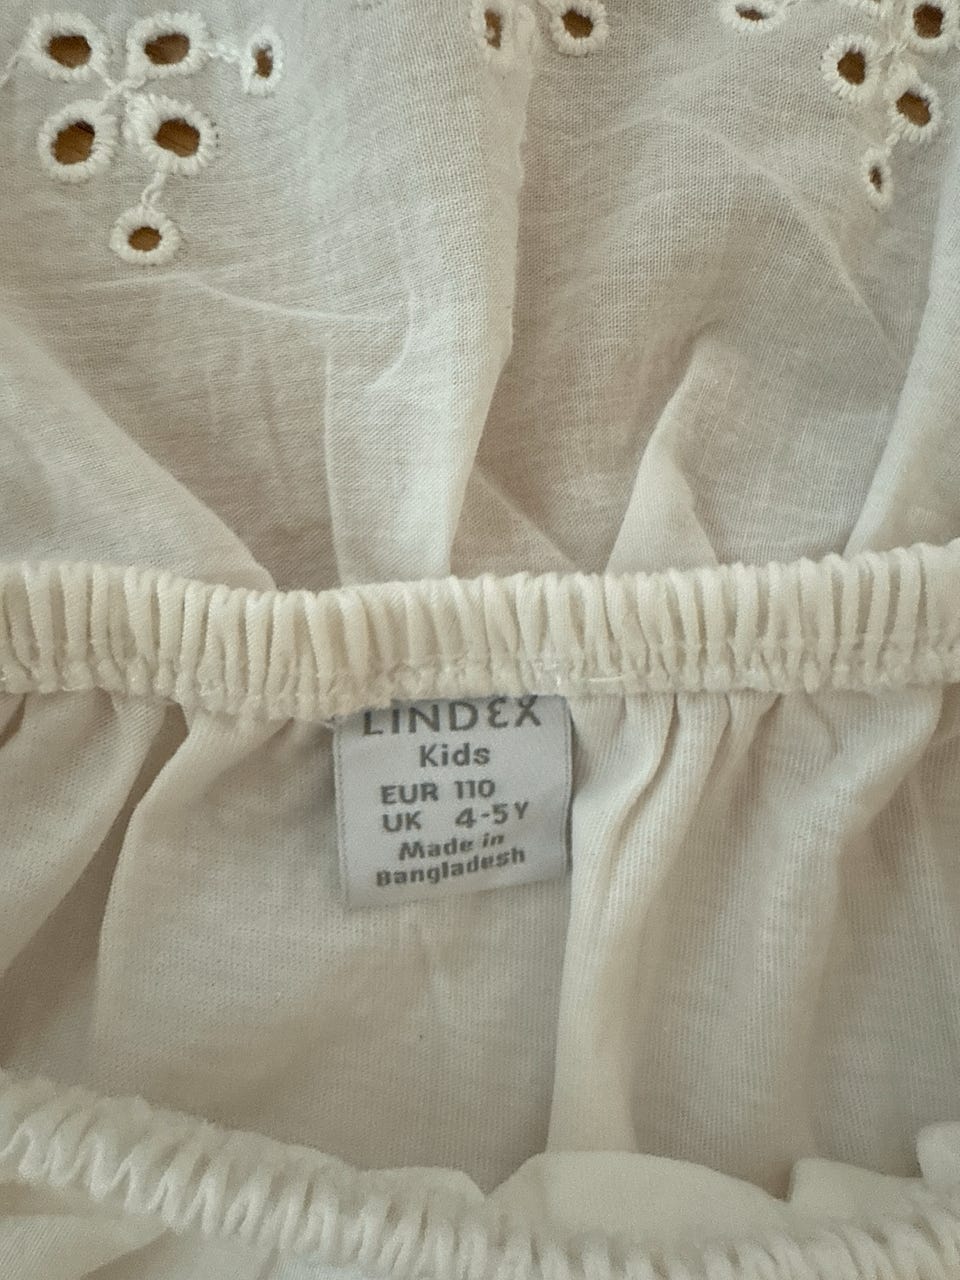 LINDEX
Kids
EUR 110
UK 4-5Y
Made in
Bangladesh